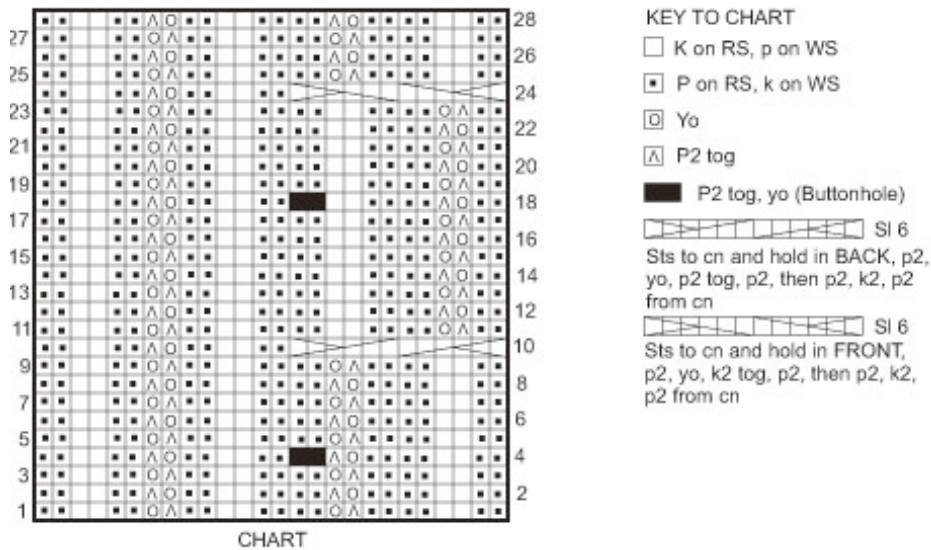 28
27
26
25
24
23
22
21
20
19
18
17
16
15
14
13
12
11
10
9
8
7
6
5
4
3
2
1
CHART
KEY TO CHART
K on RS, p on WS
P on RS, k on WS
O Yo
Λ P2 tog
P2 tog, yo (Buttonhole)
Sl 6
Sts to cn and hold in BACK, p2,
yo, p2 tog, p2, then p2, k2, p2
from cn
Sl 6
Sts to cn and hold in FRONT,
p2, yo, k2 tog, p2, then p2, k2,
p2 from cn